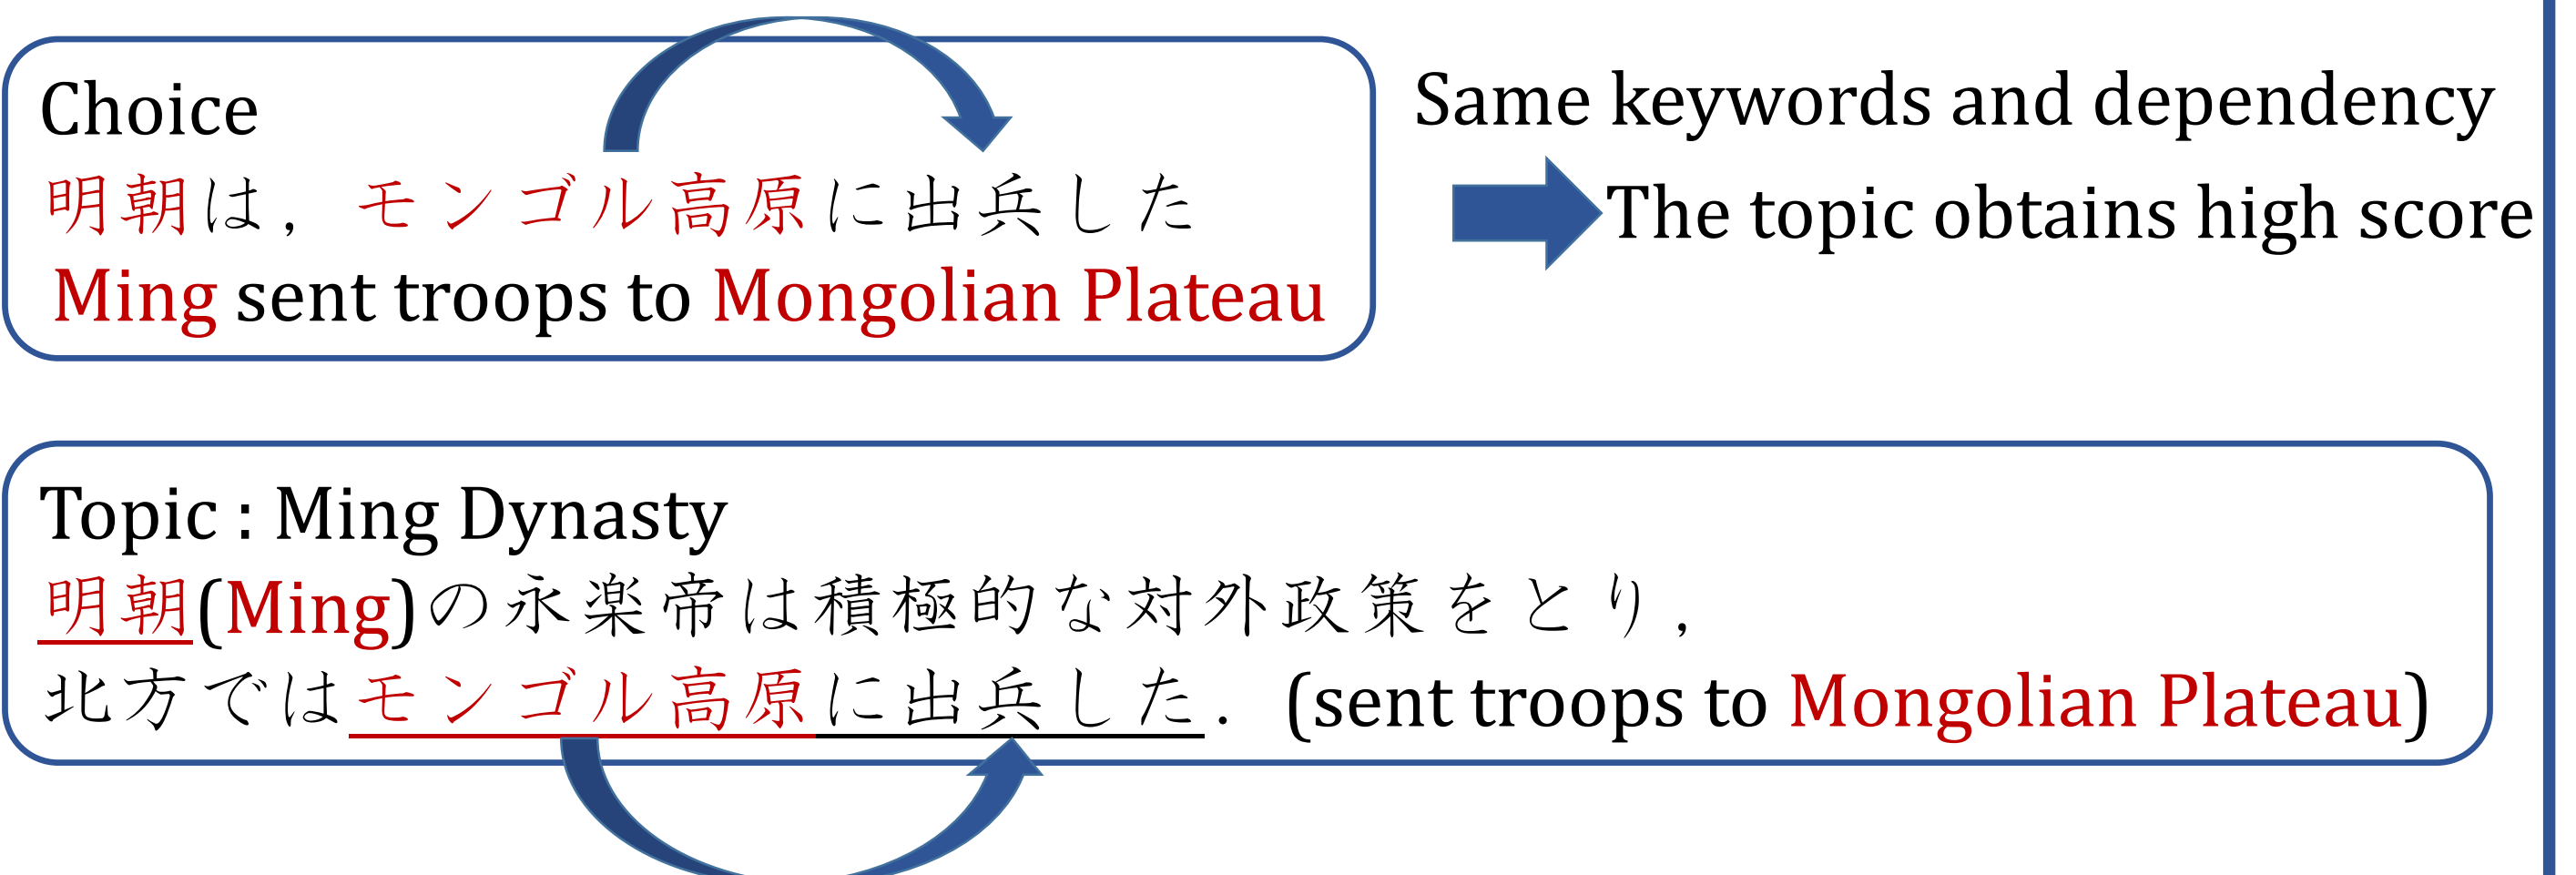 Choice
明朝は，モンゴル高原に出兵した
Ming sent troops to Mongolian Plateau
Same keywords and dependency
The topic obtains high score
Topic : Ming Dynasty
明朝(Ming)の永楽帝は積極的な対外政策をとり，
北方ではモンゴル高原に出兵した． (sent troops to Mongolian Plateau)